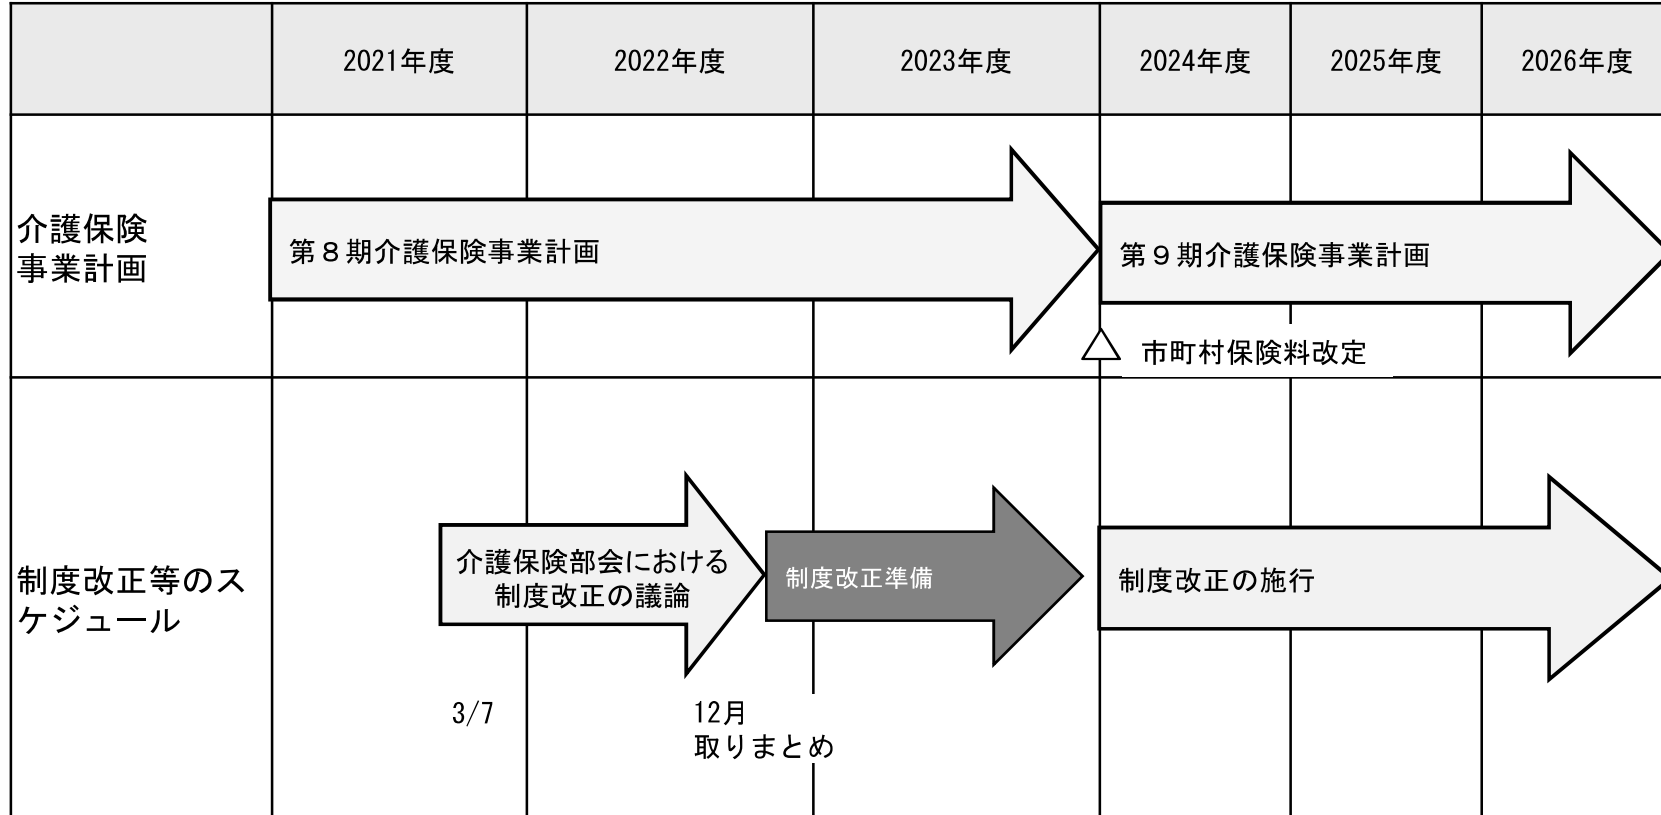 2021年度
2022年度
2023年度
2024年度
2025年度
2026年度
介護保険
事業計画
第８期介護保険事業計画
第９期介護保険事業計画
市町村保険料改定
制度改正等のス
ケジュール
介護保険部会における
制度改正の議論
制度改正準備
制度改正の施行
3/7
12月
取りまとめ